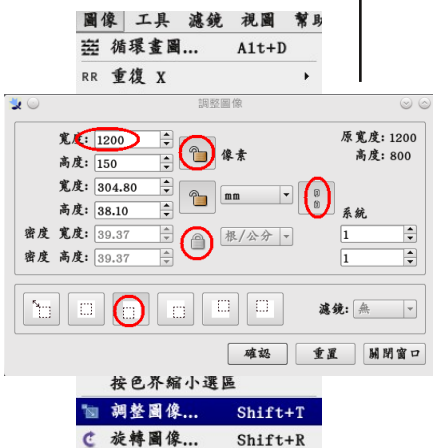 圖像 工具 濾鏡 視圖 幫助
循環畫圖... Alt+D
RR 重復 X
調整圖像
寬度: 1200
高度: 150
像素
原寬度: 1200
高度: 800
寬度: 304.80
高度: 38.10
mm
系統
密度 寬度: 39.37
密度 高度: 39.37
根/公分
1
1
濾鏡: 無
確認 重置 關閉窗口
按色界縮小選區
調整圖像... Shift+T
旋轉圖像... Shift+R